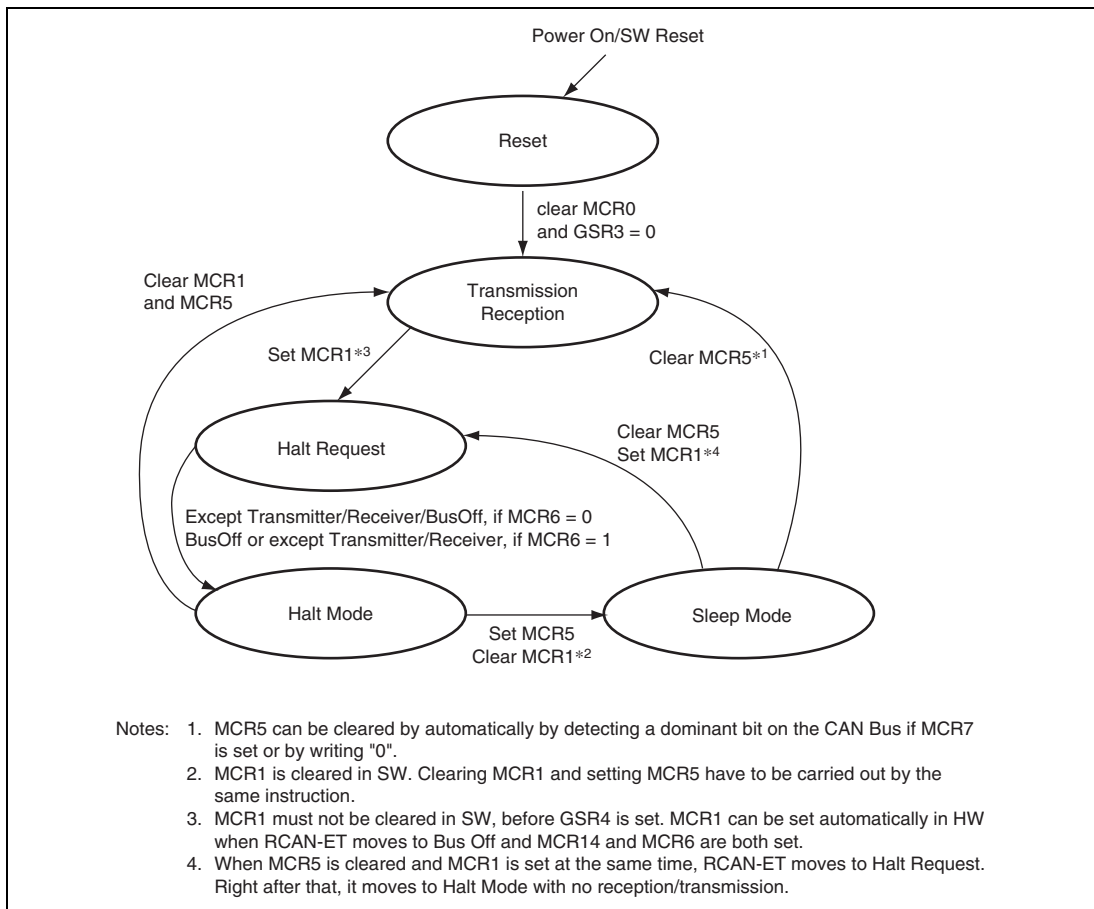 Power On/SW Reset
Reset
clear MCR0
and GSR3 = 0
Clear MCR1
and MCR5
Transmission
Reception
Set MCR1*3
Clear MCR5*1
Halt Request
Clear MCR5
Set MCR1*4
Except Transmitter/Receiver/BusOff, if MCR6 = 0
BusOff or except Transmitter/Receiver, if MCR6 = 1
Halt Mode
Sleep Mode
Set MCR5
Clear MCR1*2
Notes: 1. MCR5 can be cleared by automatically by detecting a dominant bit on the CAN Bus if MCR7
is set or by writing "0".
2. MCR1 is cleared in SW. Clearing MCR1 and setting MCR5 have to be carried out by the
same instruction.
3. MCR1 must not be cleared in SW, before GSR4 is set. MCR1 can be set automatically in HW
when RCAN-ET moves to Bus Off and MCR14 and MCR6 are both set.
4. When MCR5 is cleared and MCR1 is set at the same time, RCAN-ET moves to Halt Request.
Right after that, it moves to Halt Mode with no reception/transmission.